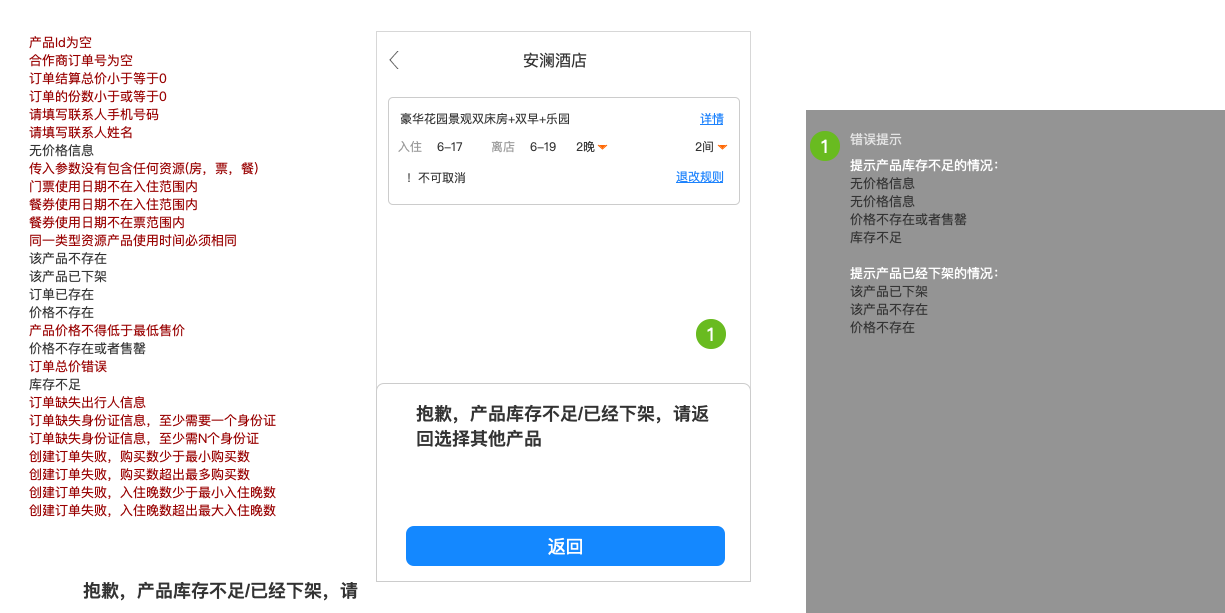 产品Id为空
合作商订单号为空
订单结算总价小于等于0
订单的份数小于或等于0
请填写联系人手机号码
请填写联系人姓名
无价格信息
传入参数没有包含任何资源(房，票，餐)
门票使用日期不在入住范围内
餐券使用日期不在入住范围内
餐券使用日期不在票范围内
同一类型资源产品使用时间必须相同
该产品不存在
该产品已下架
订单已存在
价格不存在
产品价格不得低于最低售价
价格不存在或者售罄
订单总价错误
库存不足
订单缺失出行人信息
订单缺失身份证信息，至少需要一个身份证
订单缺失身份证信息，至少需N个身份证
创建订单失败，购买数少于最小购买数
创建订单失败，购买数超出最多购买数
创建订单失败，入住晚数少于最小入住晚数
创建订单失败，入住晚数超出最大入住晚数
抱歉，产品库存不足/已经下架，请
安澜酒店
豪华花园景观双床房+双早+乐园 详情
入住 6-17 离店 6-19 2晚 2间
！不可取消 退改规则
1
抱歉，产品库存不足/已经下架，请返
回选择其他产品
返回
1 错误提示
提示产品库存不足的情况：
无价格信息
无价格信息
价格不存在或者售罄
库存不足
提示产品已经下架的情况：
该产品已下架
该产品不存在
价格不存在